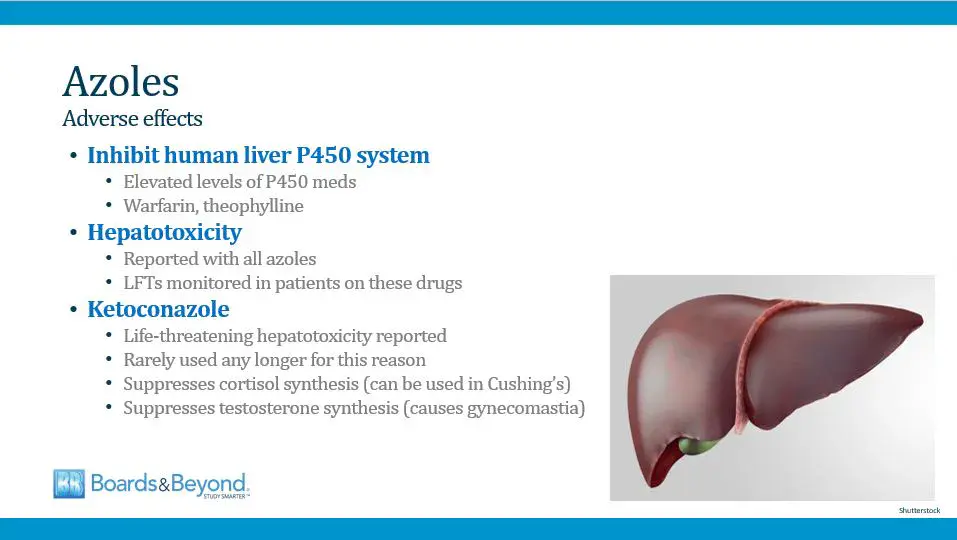 Azoles
Adverse effects
• Inhibit human liver P450 system
• Elevated levels of P450 meds
• Warfarin, theophylline
• Hepatotoxicity
• Reported with all azoles
• LFTs monitored in patients on these drugs
• Ketoconazole
• Life-threatening hepatotoxicity reported
• Rarely used any longer for this reason
• Suppresses cortisol synthesis (can be used in Cushing's)
• Suppresses testosterone synthesis (causes gynecomastia)
BB Boards&Beyond.
STUDY SMARTER™
Shutterstock